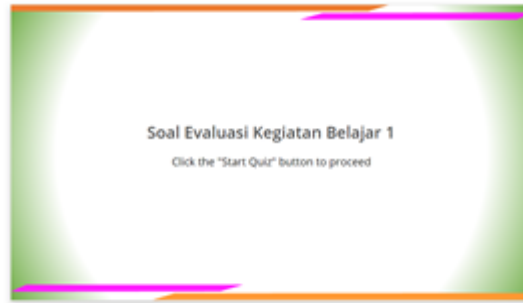 Soal Evaluasi Kegiatan Belajar 1
Click the "Start Quiz" button to proceed